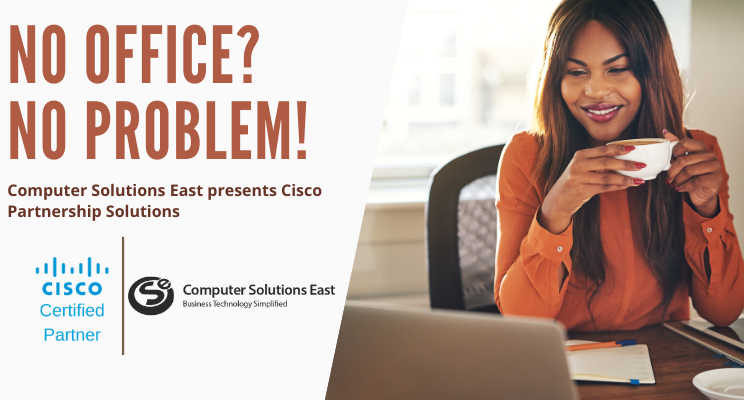 NO OFFICE?
NO PROBLEM!
Computer Solutions East presents Cisco
Partnership Solutions
CISCO
Certified
Partner
CSe
Computer Solutions East
Business Technology Simplified